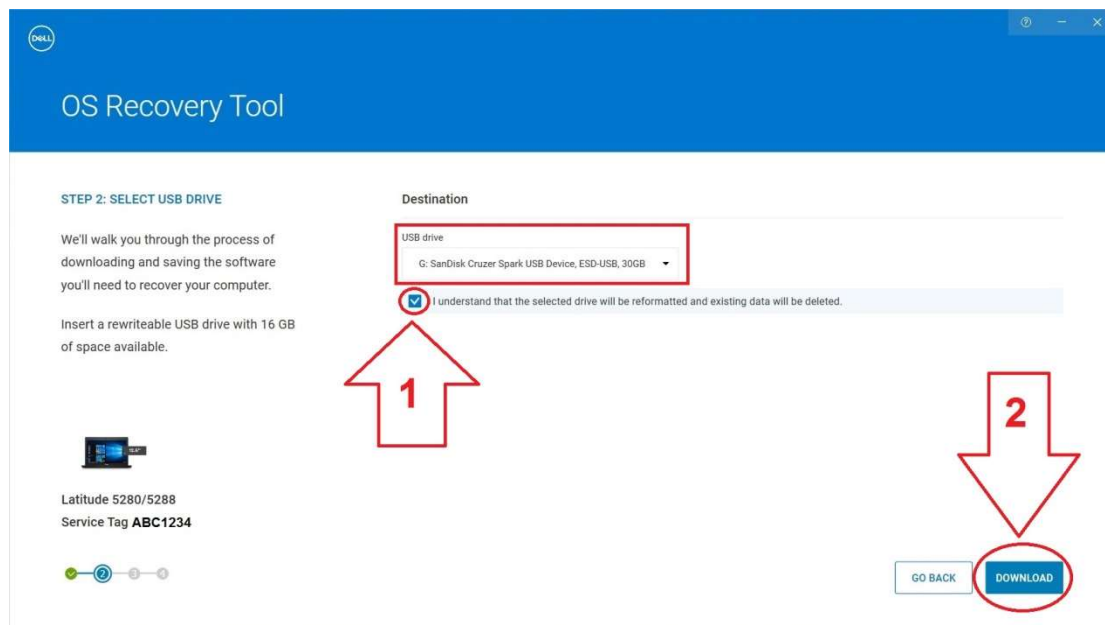 DELL
OS Recovery Tool
STEP 2: SELECT USB DRIVE
We'll walk you through the process of
downloading and saving the software
you'll need to recover your computer.
Insert a rewriteable USB drive with 16 GB
of space available.
Latitude 5280/5288
Service Tag ABC1234
2
3
4
Destination
USB drive
G: SanDisk Cruzer Spark USB Device, ESD-USB, 30GB
I understand that the selected drive will be reformatted and existing data will be deleted.
1
2
GO BACK
DOWNLOAD